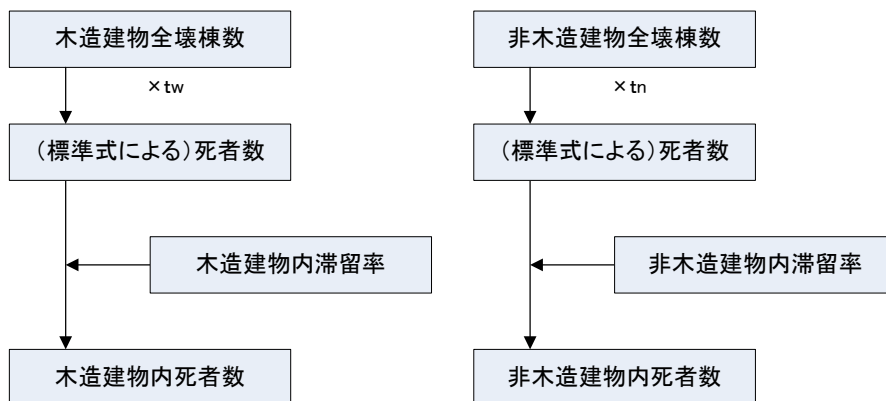 木造建物全壊棟数
×tw
（標準式による）死者数
木造建物内滞留率
木造建物内死者数
非木造建物全壊棟数
×tn
（標準式による）死者数
非木造建物内滞留率
非木造建物内死者数